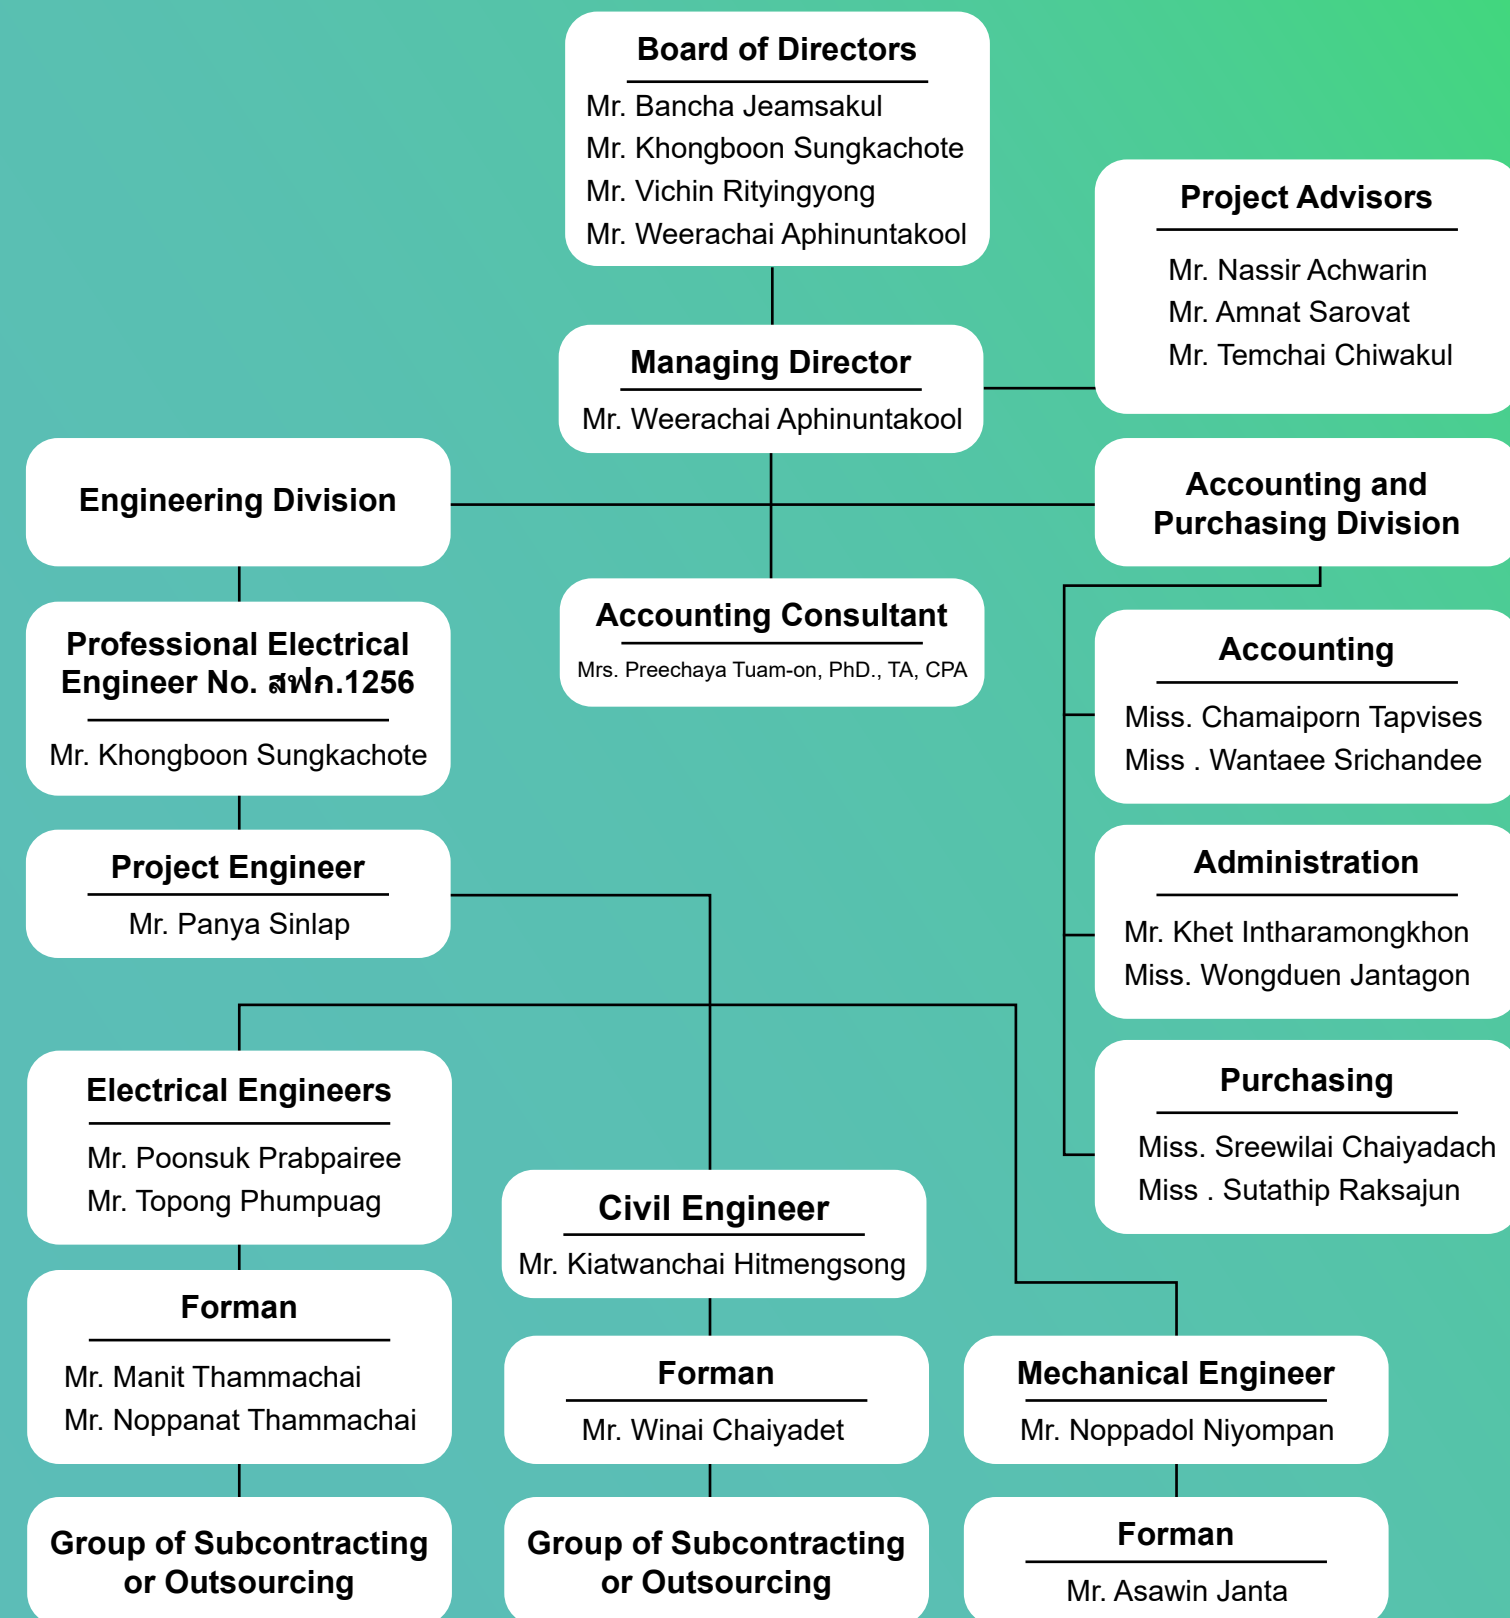 Board of Directors
Mr. Bancha Jeamsakul
Mr. Khongboon Sungkachote
Mr. Vichin Rityingyong
Mr. Weerachai Aphinuntakool
Project Advisors
Mr. Nassir Achwarin
Mr. Amnat Sarovat
Mr. Temchai Chiwakul
Managing Director
Mr. Weerachai Aphinuntakool
Engineering Division
Accounting and
Purchasing Division
Professional Electrical
Engineer No. สฟก.1256
Mr. Khongboon Sungkachote
Accounting Consultant
Mrs. Preechaya Tuam-on, PhD., TA, CPA
Accounting
Miss. Chamaiporn Tapvises
Miss . Wantaee Srichandee
Project Engineer
Mr. Panya Sinlap
Administration
Mr. Khet Intharamongkhon
Miss. Wongduen Jantagon
Purchasing
Miss. Sreewilai Chaiyadach
Miss . Sutathip Raksajun
Electrical Engineers
Mr. Poonsuk Prabpairee
Mr. Topong Phumpuag
Civil Engineer
Mr. Kiatwanchai Hitmengsong
Forman
Mr. Manit Thammachai
Mr. Noppanat Thammachai
Forman
Mr. Winai Chaiyadet
Mechanical Engineer
Mr. Noppadol Niyompan
Group of Subcontracting
or Outsourcing
Group of Subcontracting
or Outsourcing
Forman
Mr. Asawin Janta